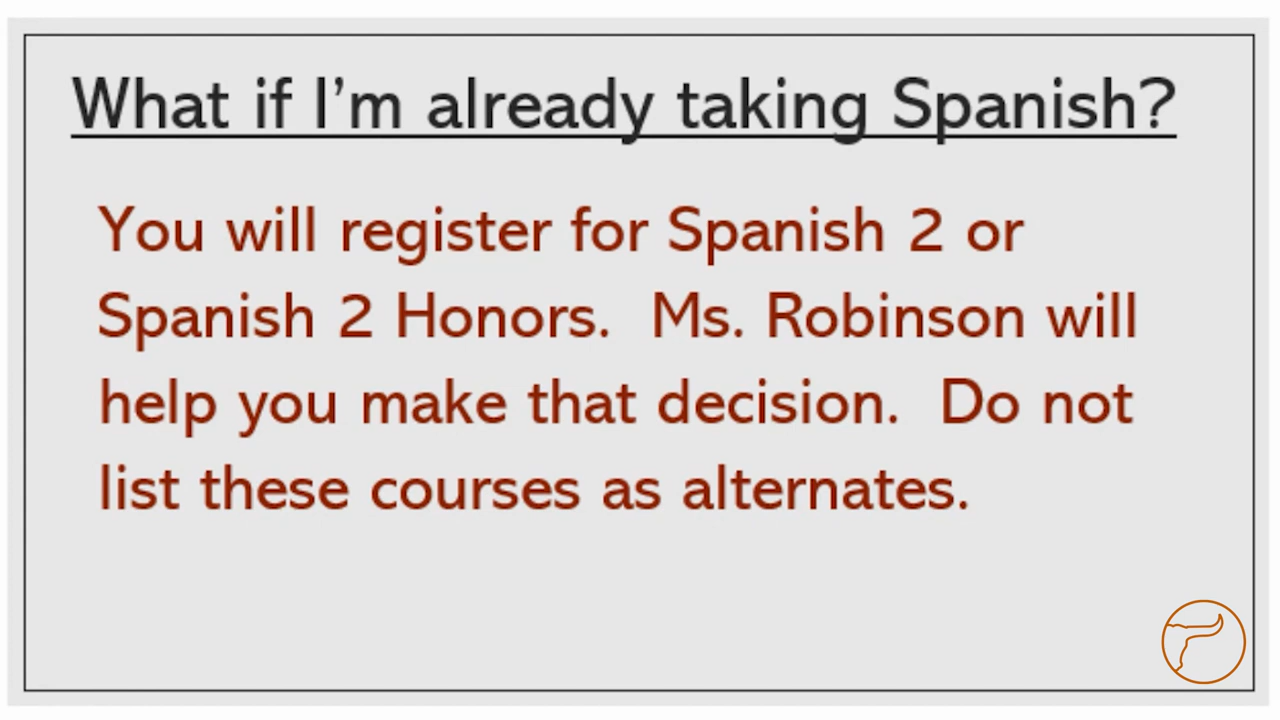 What if I'm already taking Spanish?
You will register for Spanish 2 or
Spanish 2 Honors.  Ms. Robinson will
help you make that decision.  Do not
list these courses as alternates.